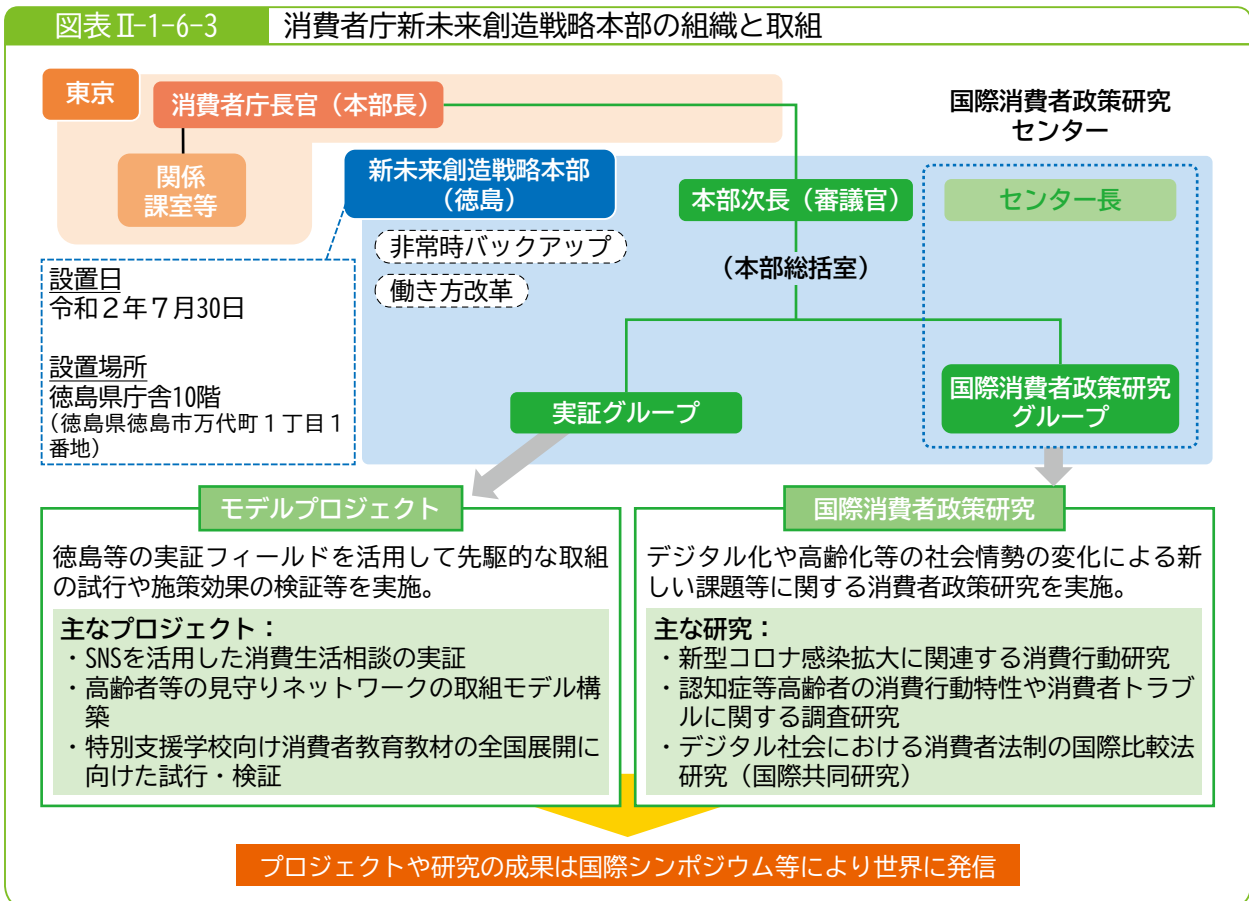 図表Ⅱ-1-6-3
消費者庁新未来創造戦略本部の組織と取組
東京
消費者庁長官（本部長）
関係
課室等
新未来創造戦略本部
（徳島）
非常時バックアップ
働き方改革
本部次長（審議官）
（本部総括室）
国際消費者政策研究
センター
センター長
設置日
令和２年７月30日
設置場所
徳島県庁舎10階
（徳島県徳島市万代町１丁目１
番地）
実証グループ
国際消費者政策研究
グループ
モデルプロジェクト
徳島等の実証フィールドを活用して先駆的な取組
の試行や施策効果の検証等を実施。
主なプロジェクト：
・SNSを活用した消費生活相談の実証
・高齢者等の見守りネットワークの取組モデル構
築
・特別支援学校向け消費者教育教材の全国展開に
向けた試行・検証
国際消費者政策研究
デジタル化や高齢化等の社会情勢の変化による新
しい課題等に関する消費者政策研究を実施。
主な研究：
・新型コロナ感染拡大に関連する消費行動研究
・認知症等高齢者の消費行動特性や消費者トラブ
ルに関する調査研究
・デジタル社会における消費者法制の国際比較法
研究（国際共同研究）
プロジェクトや研究の成果は国際シンポジウム等により世界に発信